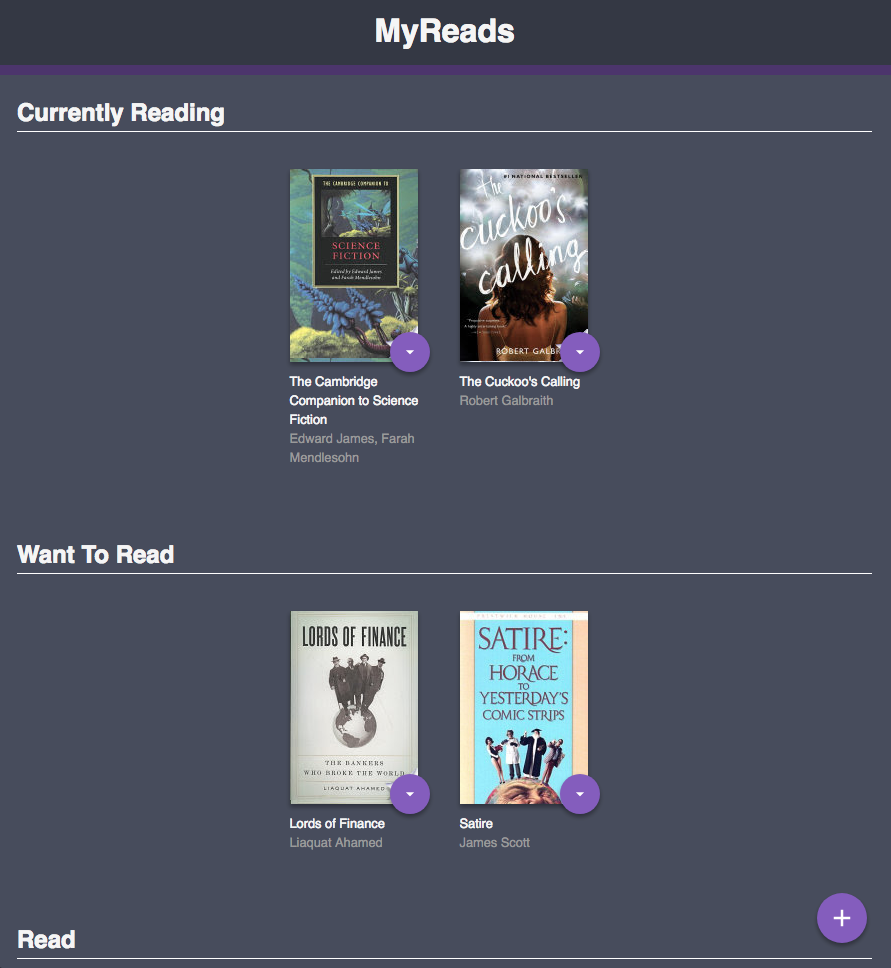 MyReads
Currently Reading
THE CAMBRIDGE COMPANION TO
SCIENCE
FICTION
Edited by Edward James
and Farah Mendlesohn
#1 NATIONAL BESTSELLER
the
cuckoo's
calling
ROBERT GALB
The Cambridge
Companion to Science
Fiction
Edward James, Farah
Mendlesohn
The Cuckoo's Calling
Robert Galbraith
Want To Read
LORDS OF FINANCE
THE BANKERS
WHO BROKE THE WORLD
LIAQUAT AHAMED
SATIRE:
FROM
HORACE
TO
YESTERDAY'S
COMIC STRIPS
Lords of Finance
Liaquat Ahamed
Satire
James Scott
Read